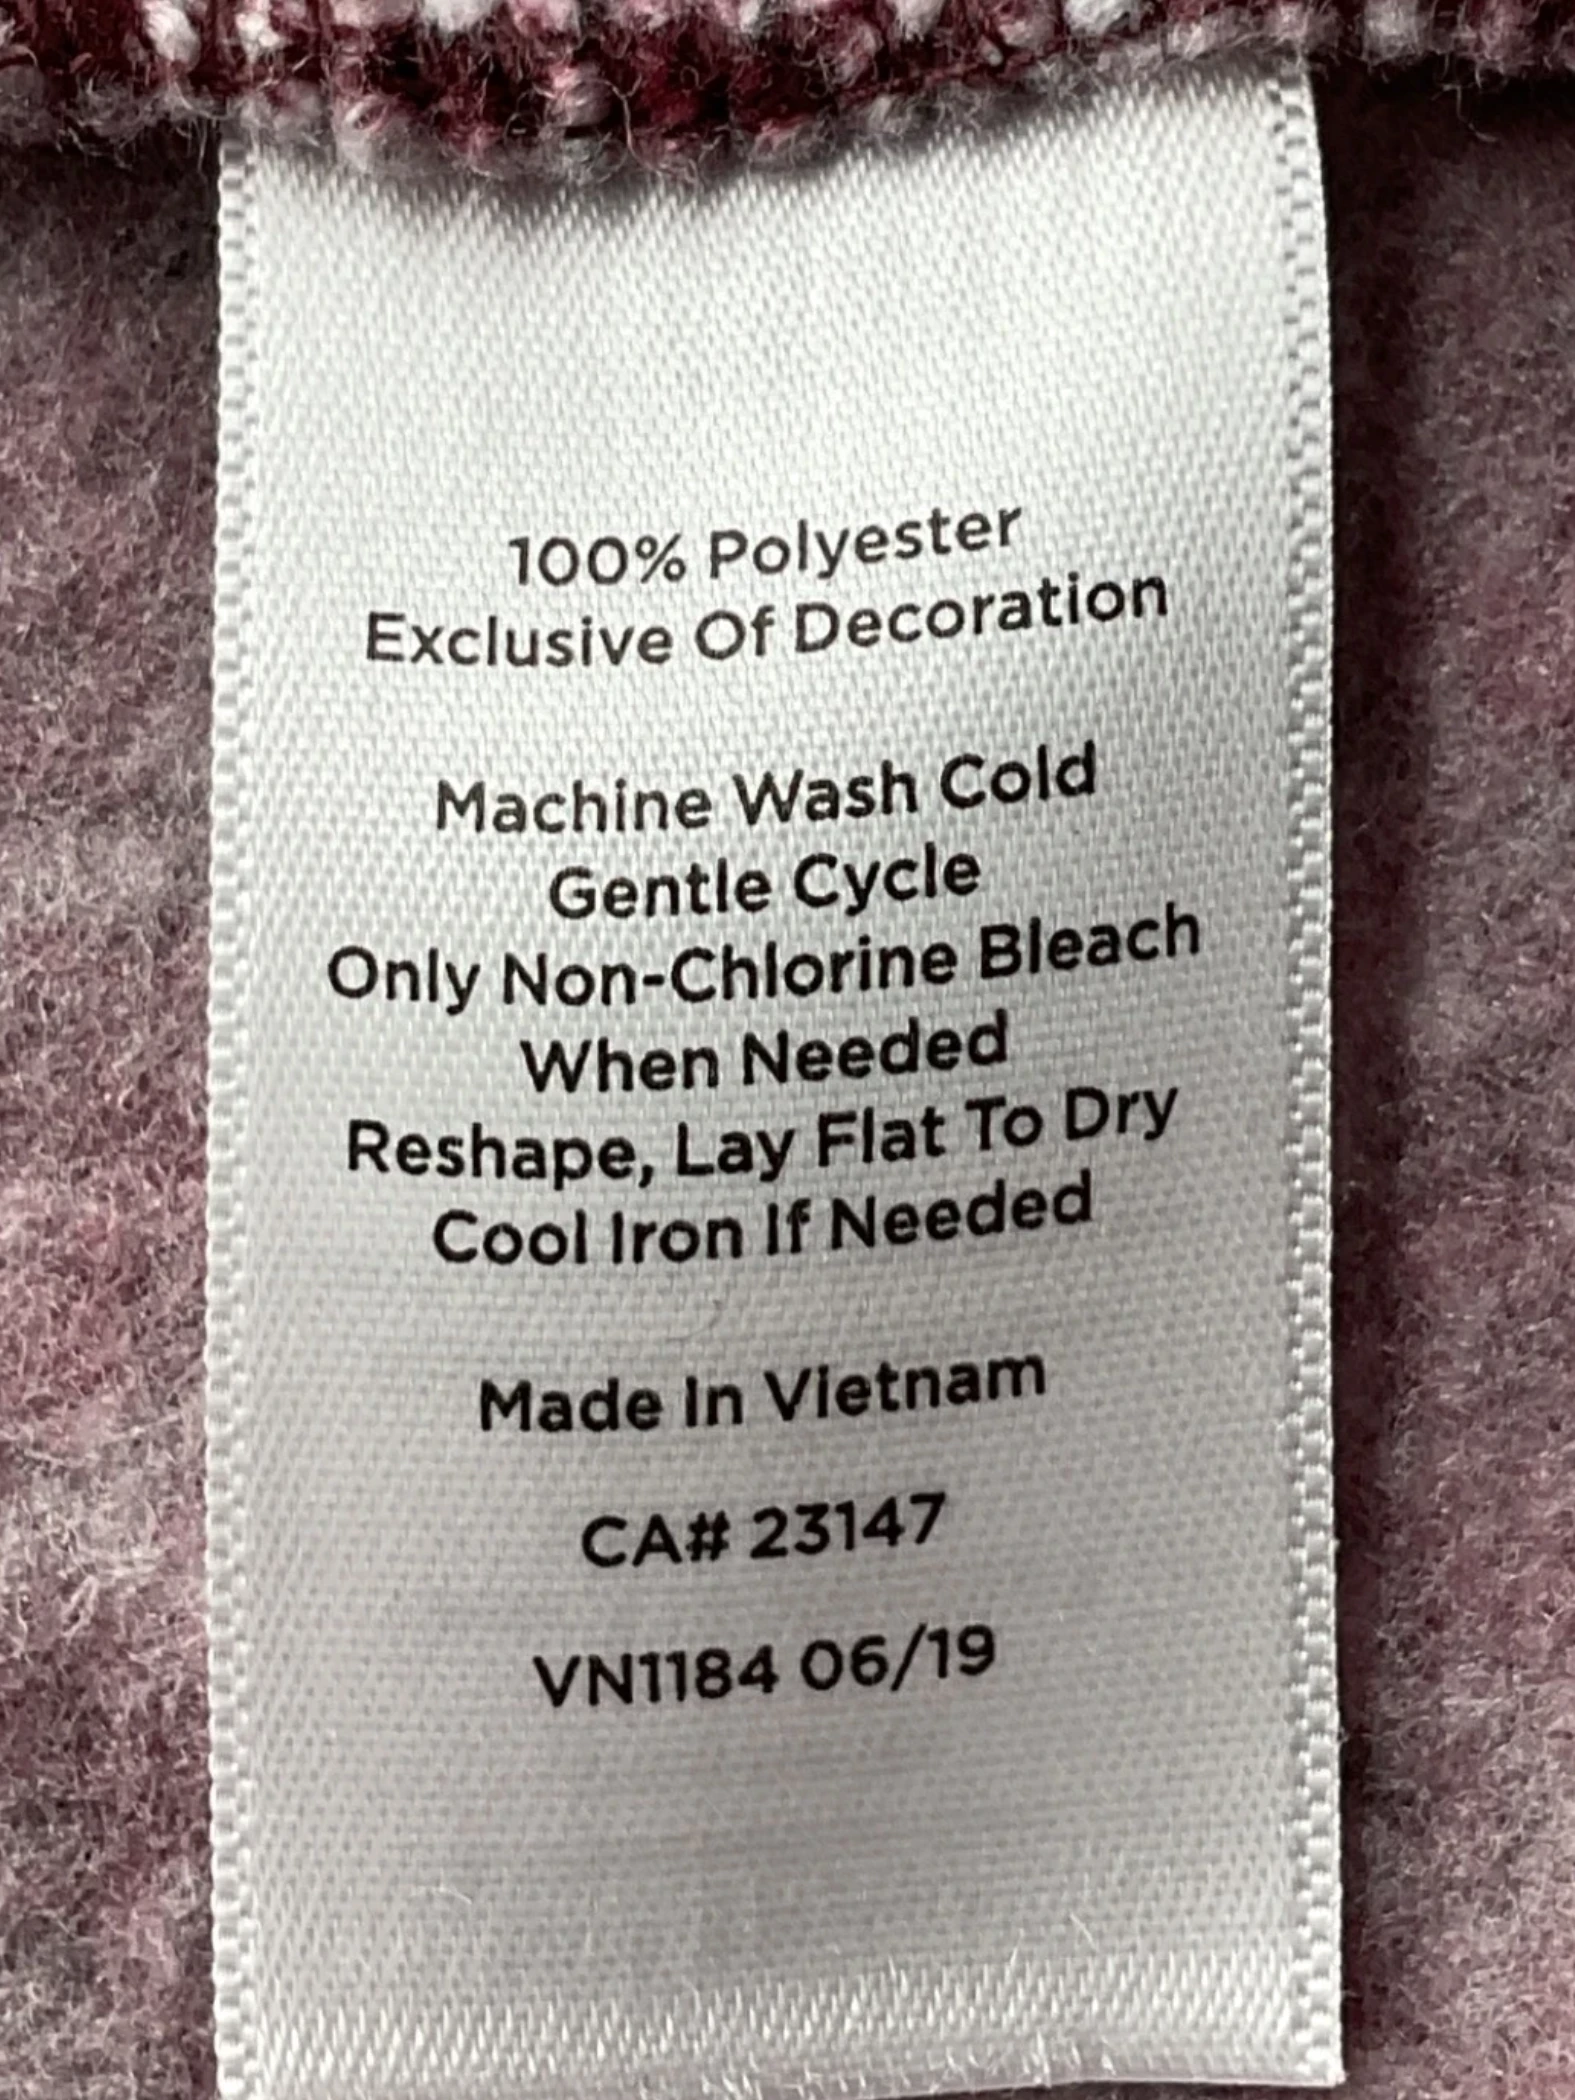 100% Polyester
Exclusive Of Decoration
Machine Wash Cold
Gentle Cycle
Only Non-Chlorine Bleach
When Needed
Reshape, Lay Flat To Dry
Cool Iron If Needed
Made In Vietnam
CA# 23147
VN1184 06/19